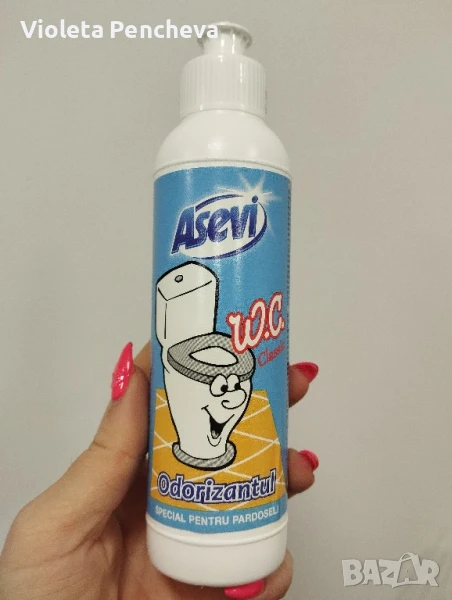 Violeta Pencheva
Asevi
W.C.
Classic
Odorizantul
SPECIAL PENTRU PARDOSELI
BAZAR